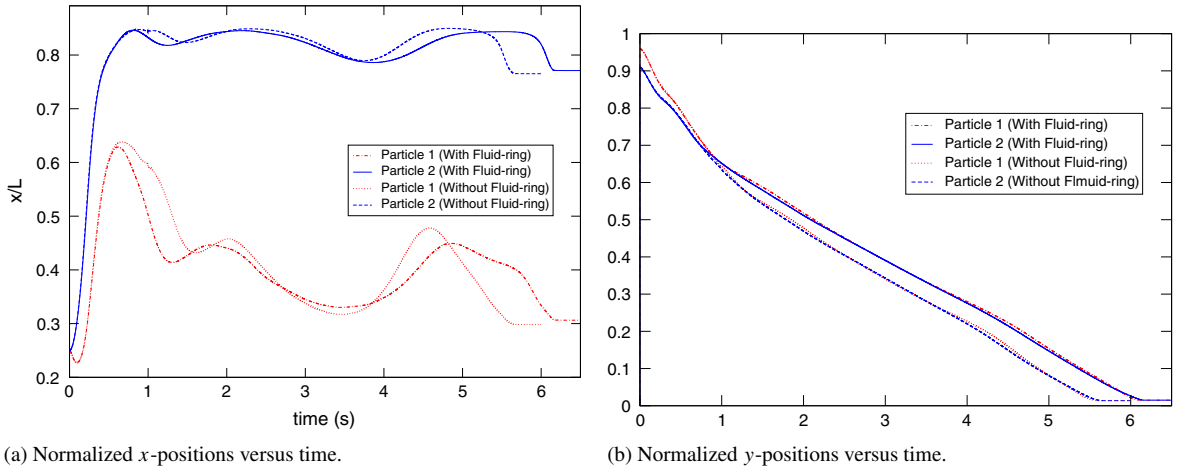 0.8
0.8
0.6
0.5
0.4
0.3
0.2
x/L
0 1 2 3 4 5 6
time (s)
Particle 1 (With Fluid-ring)
Particle 2 (With Fluid-ring)
Particle 1 (Without Fluid-ring)
Particle 2 (Without Fluid-ring)
(a) Normalized x-positions versus time.
1
0.9
0.8
0.7
0.6
0.5
0.4
0.3
0.2
0.1
0
0 1 2 3 4 5 6
Particle 1 (With Fluid-ring)
Particle 2 (With Fluid-ring)
Particle 1 (Without Fluid-ring)
Particle 2 (Without Flmuid-ring)
(b) Normalized y-positions versus time.